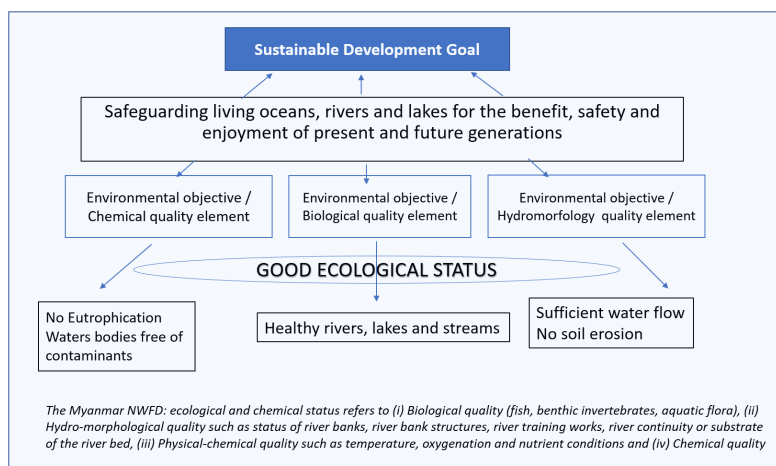 Sustainable Development Goal
Safeguarding living oceans, rivers and lakes for the benefit, safety and
enjoyment of present and future generations
Environmental objective /
Chemical quality element
Environmental objective /
Biological quality element
Environmental objective /
Hydromorfology quality element
GOOD ECOLOGICAL STATUS
No Eutrophication
Waters bodies free of
contaminants
Healthy rivers, lakes and streams
Sufficient water flow
No soil erosion
The Myanmar NWFD: ecological and chemical status refers to (i) Biological quality (fish, benthic invertebrates, aquatic flora), (ii)
Hydro-morphological quality such as status of river banks, river bank structures, river training works, river continuity or substrate
of the river bed, (iii) Physical-chemical quality such as temperature, oxygenation and nutrient conditions and (iv) Chemical quality